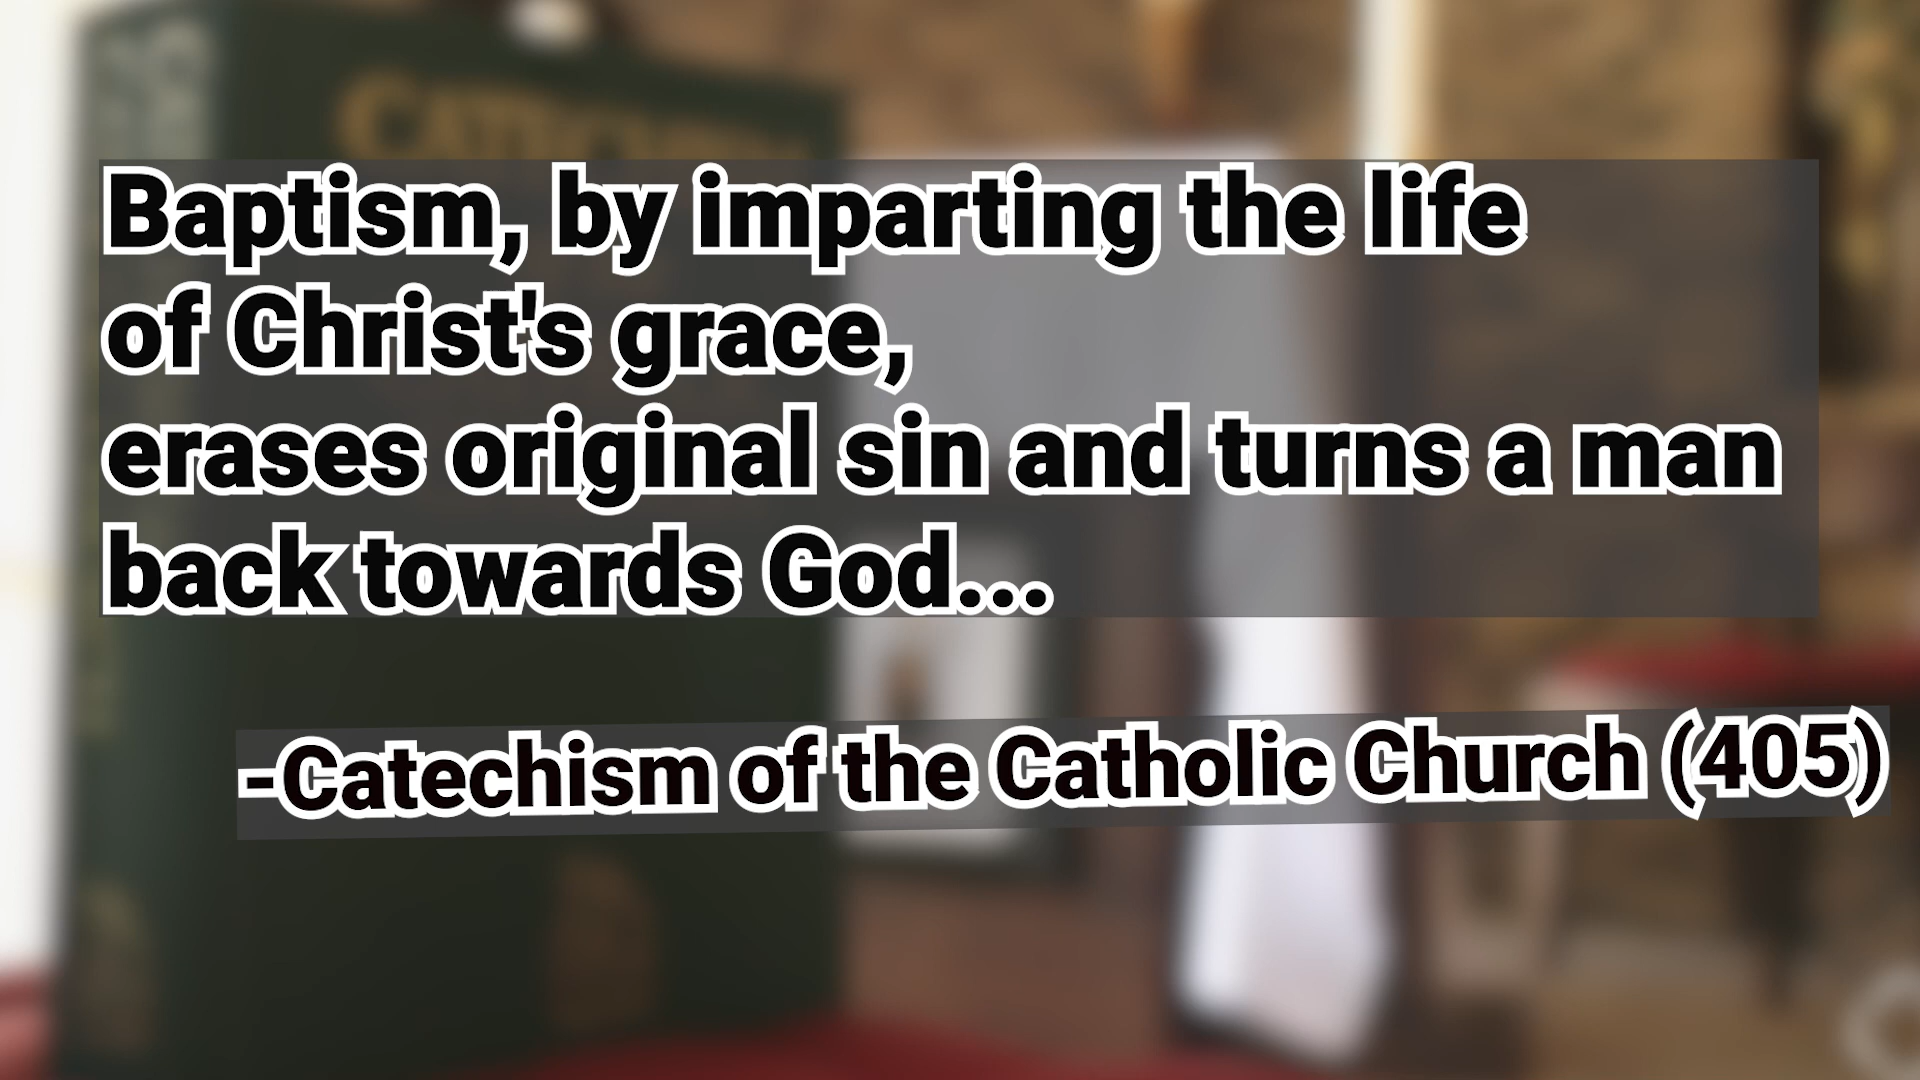 CATECHISM
Baptism, by imparting the life
of Christ's grace,
erases original sin and turns a man
back towards God...
-Catechism of the Catholic Church (405)